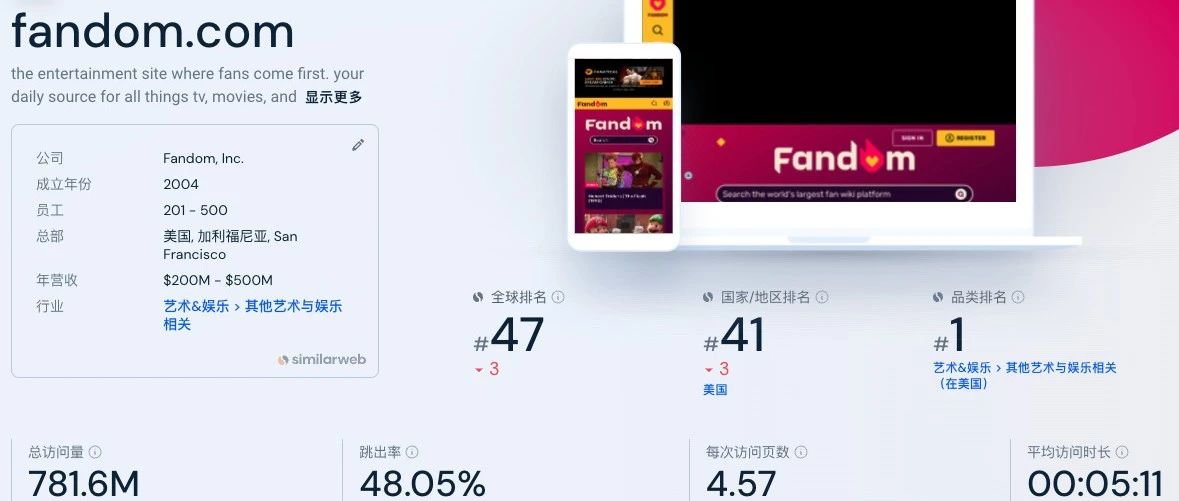 fandom.com
the entertainment site where fans come first. your
daily source for all things tv, movies, and 显示更多
公司 Fandom, Inc.
成立年份 2004
员工 201 - 500
总部 美国, 加利福尼亚, San
Francisco
年营收 $200M - $500M
行业 艺术&娱乐 > 其他艺术与娱乐
相关
similarweb
FANDOM
Fandom
Fandom
Search
SIGN IN
REGISTER
Fandom
Search the world's largest fan wiki platform
全球排名
#47
3
国家/地区排名
#41
3
美国
品类排名
#1
艺术&娱乐 > 其他艺术与娱乐相关
(在美国)
总访问量
781.6M
跳出率
48.05%
每次访问页数
4.57
平均访问时长
00:05:11